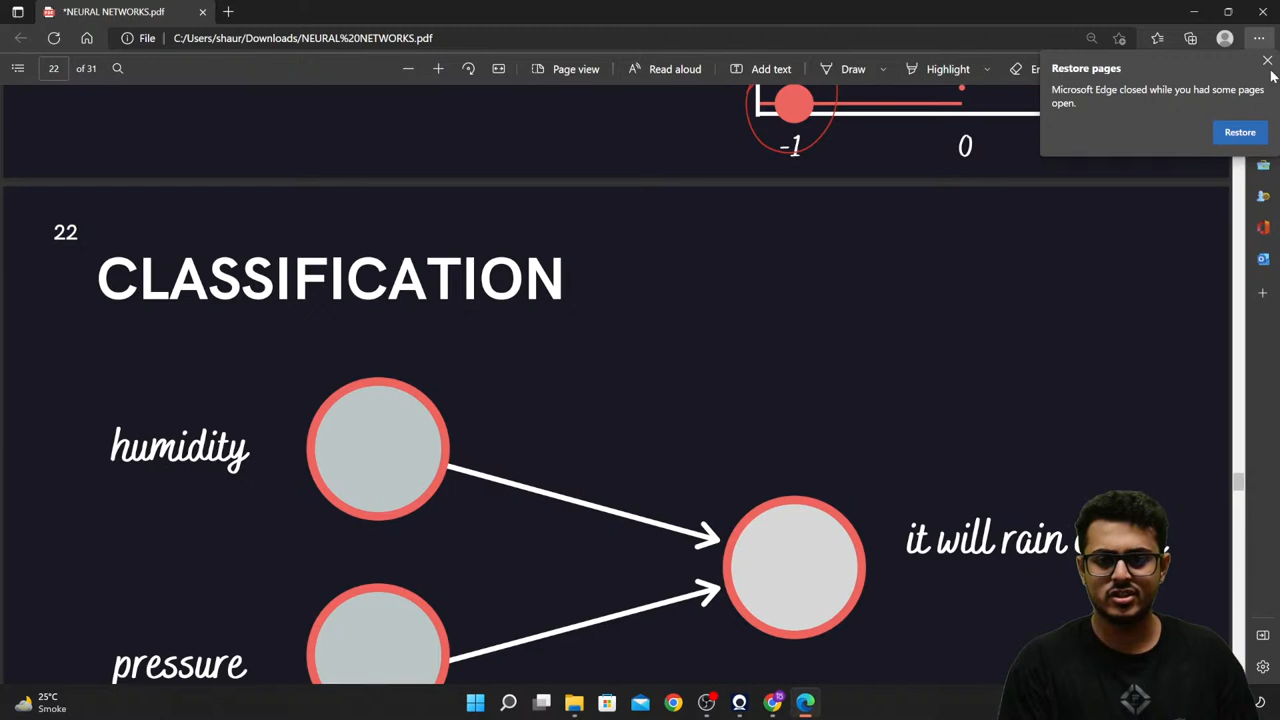 *NEURAL NETWORKS.pdf
File C:/Users/shaur/Downloads/NEURAL%20NETWORKS.pdf
22 of 31 Page view Read aloud Add text Draw Highlight
Restore pages
Microsoft Edge closed while you had some pages
open.
Restore
-1 0
22
CLASSIFICATION
humidity
it will rain
pressure
25°C
Smoke